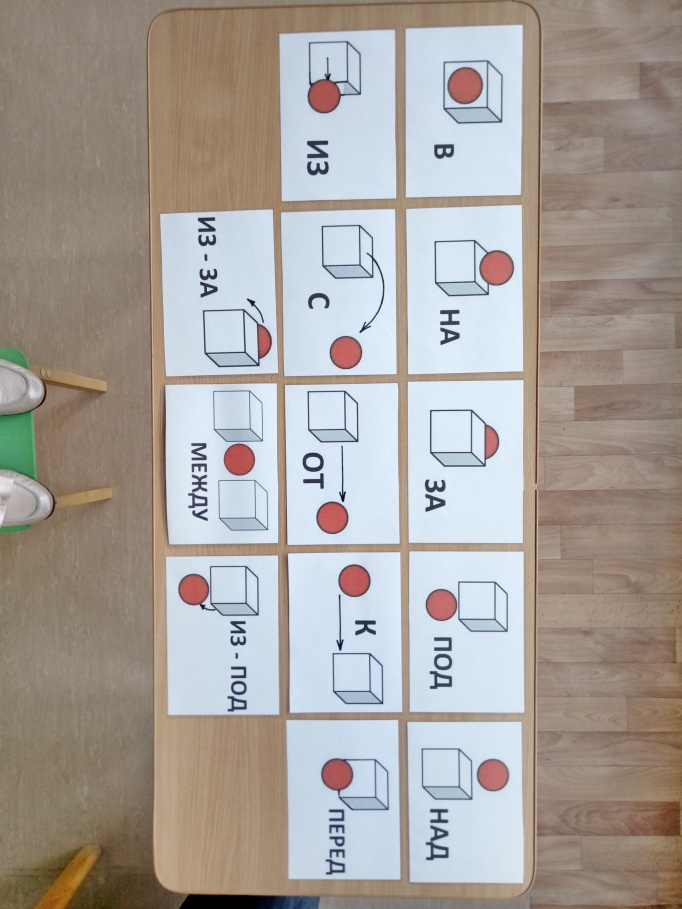 В
НА
ЗА
ПОД
НАД
ИЗ
С
ОТ
К
ПЕРЕД
ИЗ - ЗА
МЕЖДУ
ИЗ - ПОД